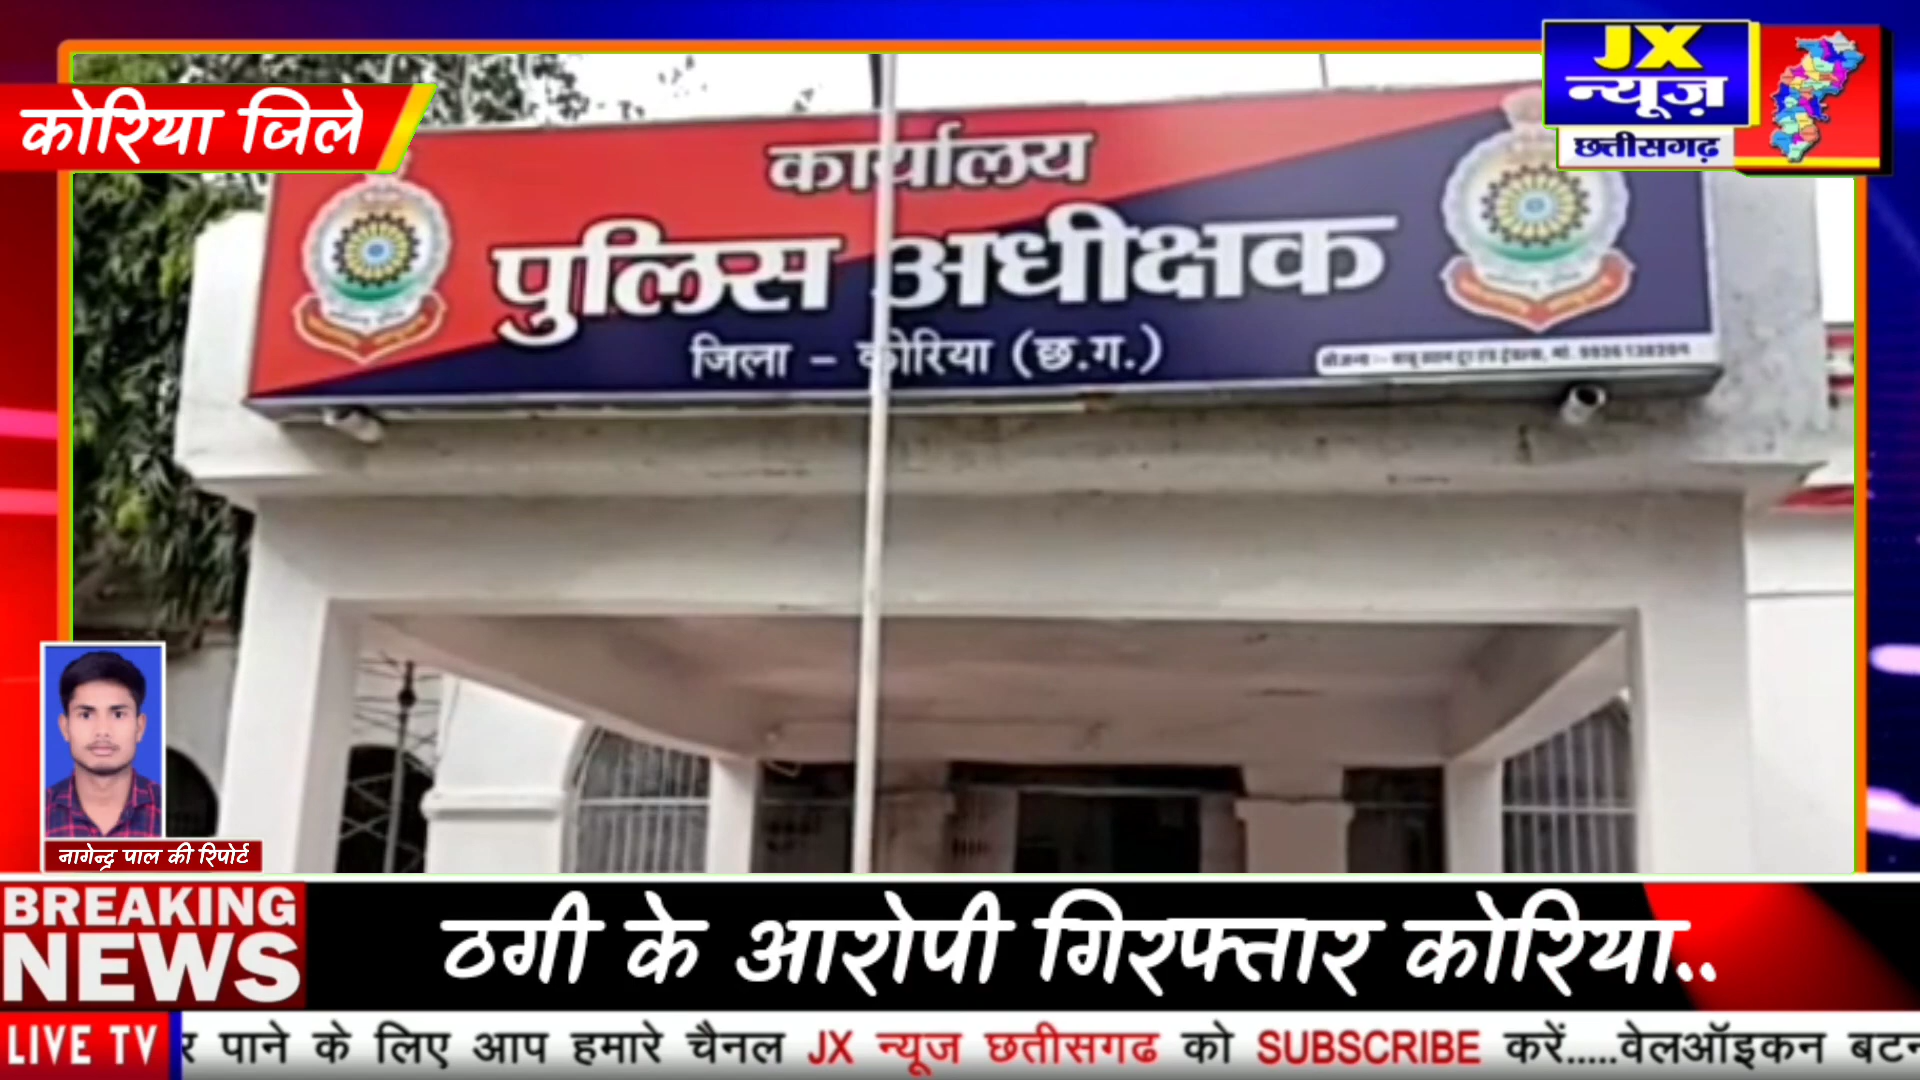 JX
न्यूज़
छत्तीसगढ़
कोरिया जिले
कार्यालय
पुलिस अधीक्षक
जिला - कोरिया (छ.ग.)
नागेन्द्र पाल की रिपोर्ट
BREAKING
NEWS
ठगी के आरोपी गिरफ्तार कोरिया..
LIVE TV
र पाने के लिए आप हमारे चैनल JX न्यूज छत्तीसगढ को SUBSCRIBE करें.....वेलऑइकन बटन